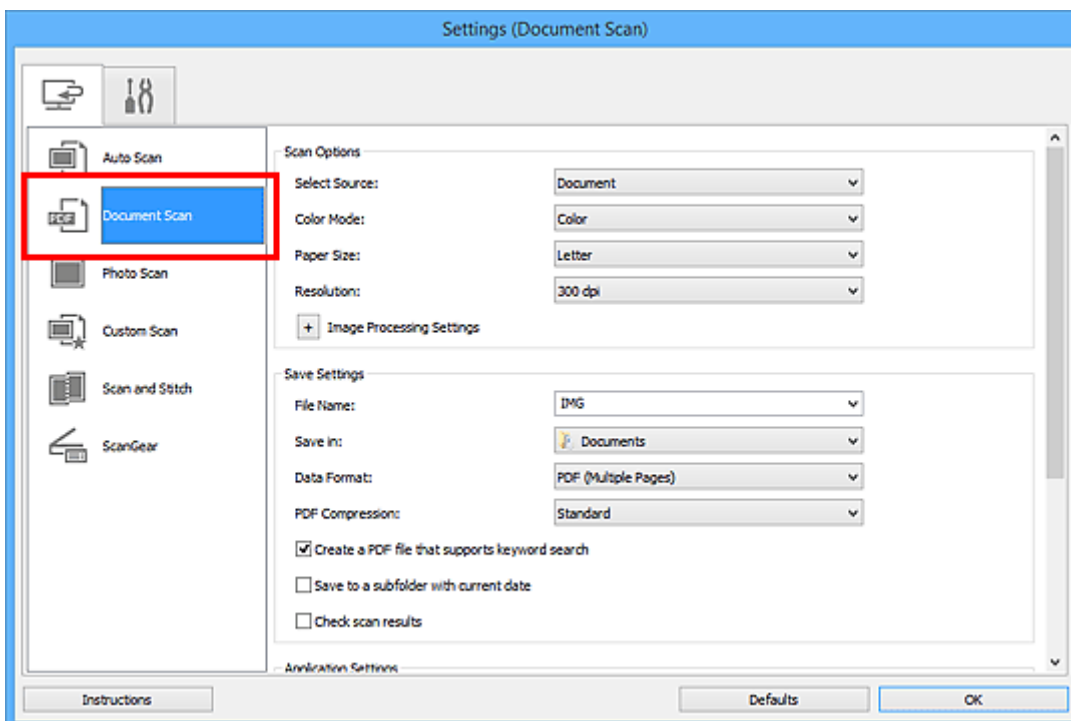 Settings (Document Scan)
Auto Scan
PDF
Document Scan
Photo Scan
Custom Scan
Scan and Stitch
ScanGear
Scan Options
Select Source: Document
Color Mode: Color
Paper Size: Letter
Resolution: 300 dpi
+ Image Processing Settings
Save Settings
File Name: IMG
Save in: Documents
Data Format: PDF (Multiple Pages)
PDF Compression: Standard
Create a PDF file that supports keyword search
Save to a subfolder with current date
Check scan results
Application Settings
Instructions
Defaults
OK